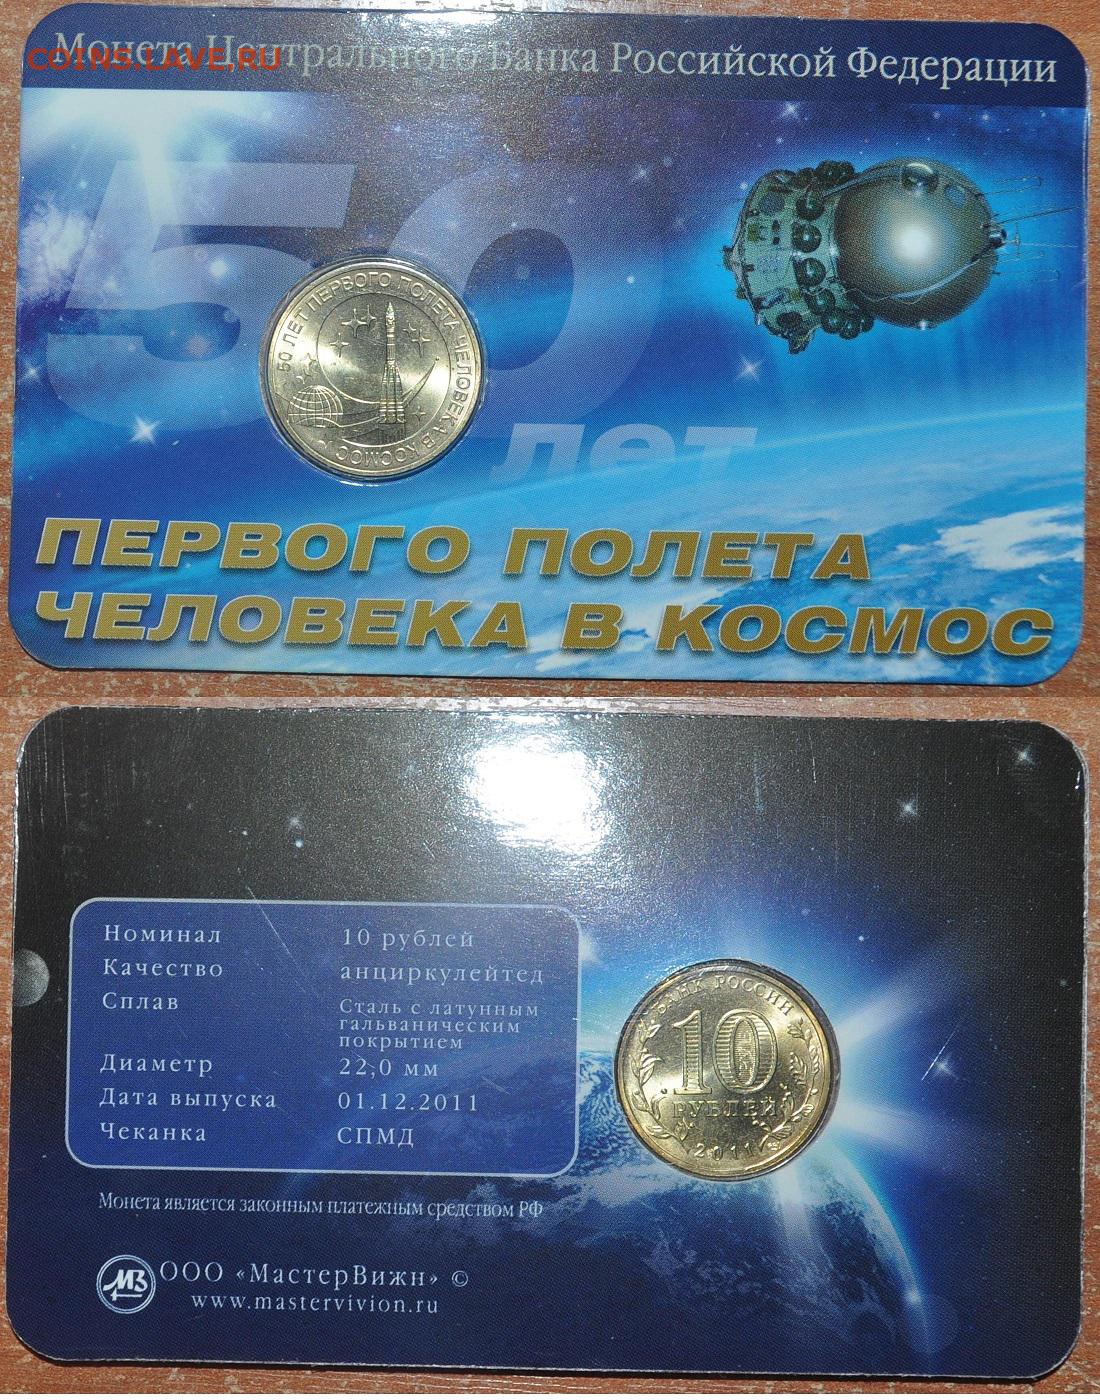 Монета Центрального Банка Российской Федерации
COINS.LAVE.RU
50
лет
50 ЛЕТ ПЕРВОГО ПОЛЕТА ЧЕЛОВЕКА В КОСМОС
ПЕРВОГО ПОЛЕТА
ЧЕЛОВЕКА В КОСМОС
Номинал 10 рублей
Качество анциркулейтед
Сплав Сталь с латунным
гальваническим
покрытием
Диаметр 22,0 мм
Дата выпуска 01.12.2011
Чеканка СПМД
БАНК РОССИИ
10
РУБЛЕЙ
2011
Монета является законным платежным средством РФ
МВ ООО «МастерВижн» ©
www.mastervivion.ru